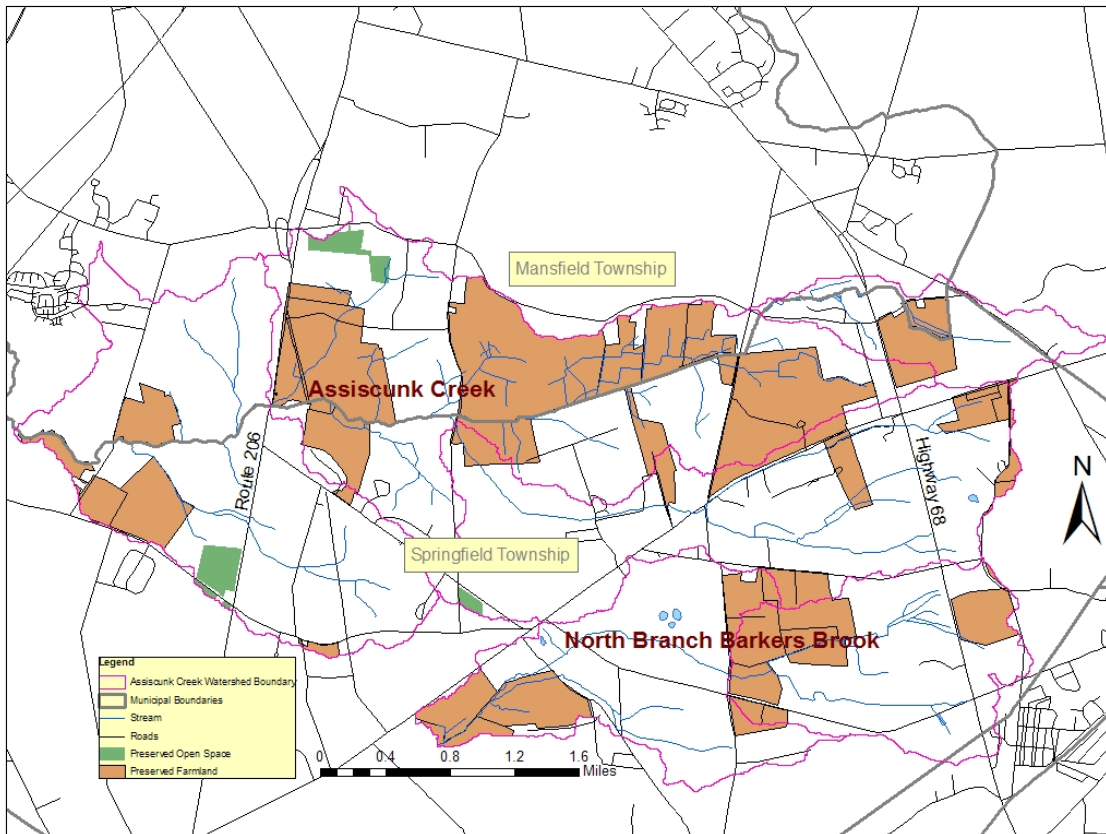 Mansfield Township
Assiscunk Creek
Route 206
Highway 68
N
Springfield Township
North Branch Barkers Brook
Legend
Assiscunk Creek Watershed Boundary
Municipal Boundaries
Stream
Roads
Preserved Open Space
Preserved Farmland
0 0.4 0.8 1.2 1.6
Miles